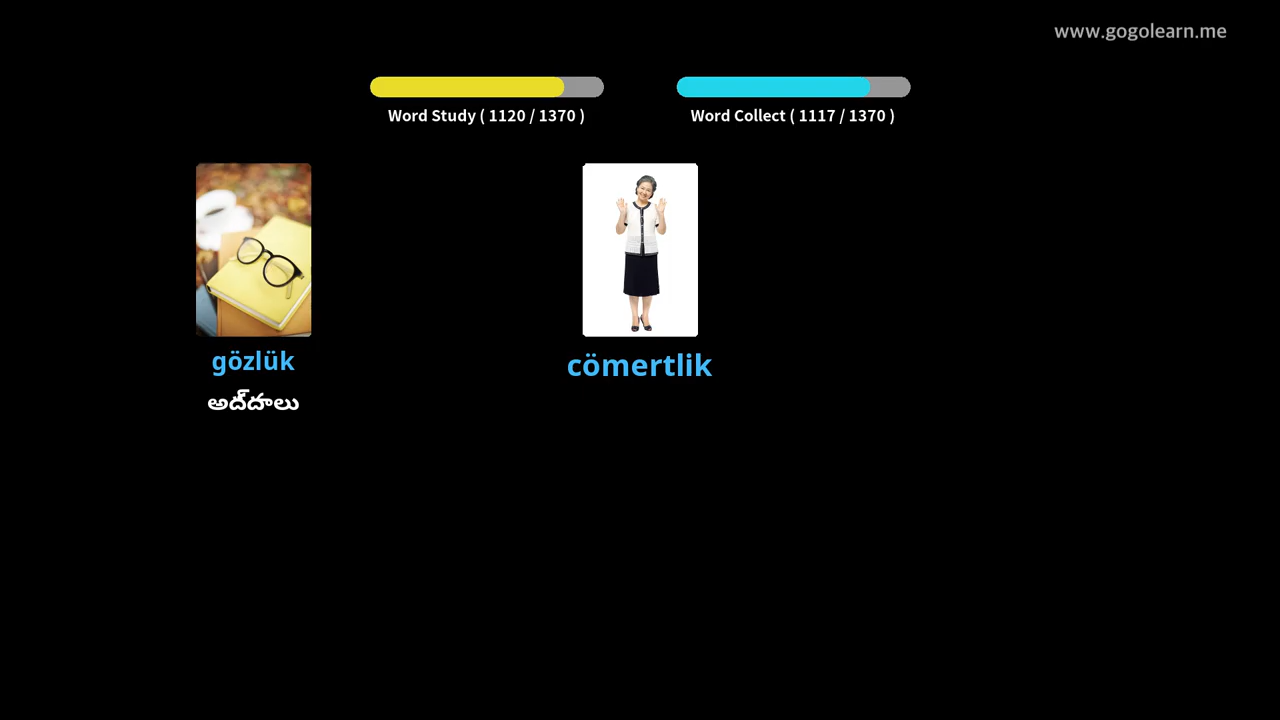 www.gogolearn.me
Word Study ( 1120 / 1370 )
Word Collect ( 1117 / 1370 )
gözlük
cömertlik
అద్దాలు